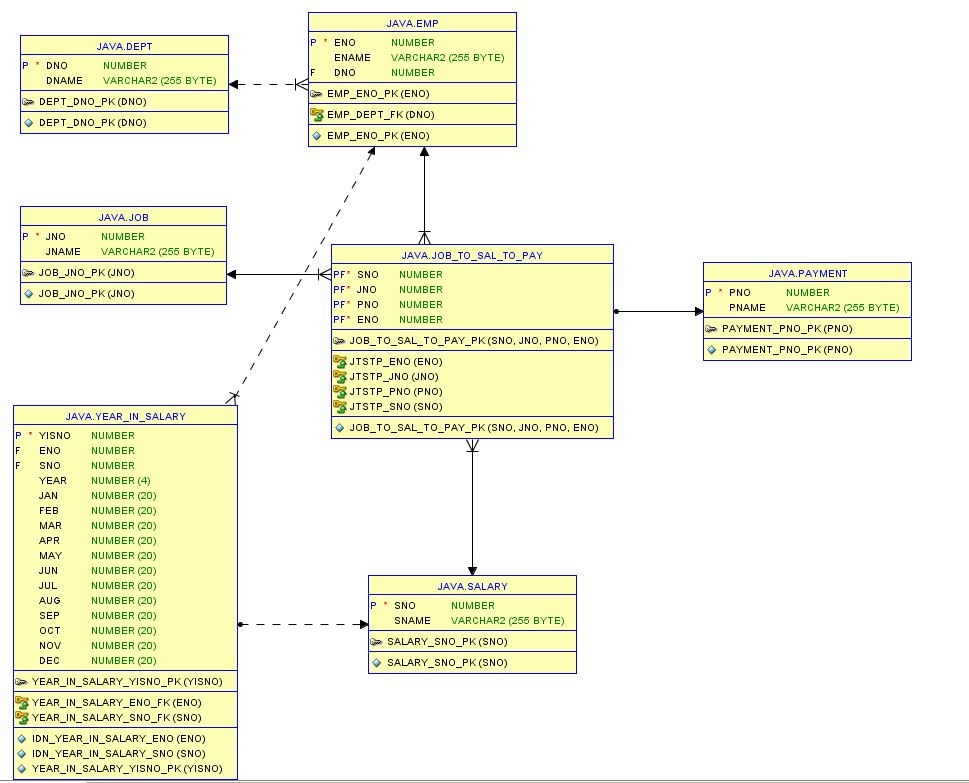 JAVA.DEPT
P * DNO NUMBER
DNAME VARCHAR2 (255 BYTE)
DEPT_DNO_PK (DNO)
DEPT_DNO_PK (DNO)
JAVA.EMP
P * ENO NUMBER
ENAME VARCHAR2 (255 BYTE)
F DNO NUMBER
EMP_ENO_PK (ENO)
EMP_DEPT_FK (DNO)
EMP_ENO_PK (ENO)
JAVA.JOB
P * JNO NUMBER
JNAME VARCHAR2 (255 BYTE)
JOB_JNO_PK (JNO)
JOB_JNO_PK (JNO)
JAVA.JOB_TO_SAL_TO_PAY
PF* SNO NUMBER
PF* JNO NUMBER
PF* PNO NUMBER
PF* ENO NUMBER
JOB_TO_SAL_TO_PAY_PK (SNO, JNO, PNO, ENO)
JTSTP_ENO (ENO)
JTSTP_JNO (JNO)
JTSTP_PNO (PNO)
JTSTP_SNO (SNO)
JOB_TO_SAL_TO_PAY_PK (SNO, JNO, PNO, ENO)
JAVA.PAYMENT
P * PNO NUMBER
PNAME VARCHAR2 (255 BYTE)
PAYMENT_PNO_PK (PNO)
PAYMENT_PNO_PK (PNO)
JAVA.YEAR_IN_SALARY
P * YISNO NUMBER
F ENO NUMBER
F SNO NUMBER
YEAR NUMBER (4)
JAN NUMBER (20)
FEB NUMBER (20)
MAR NUMBER (20)
APR NUMBER (20)
MAY NUMBER (20)
JUN NUMBER (20)
JUL NUMBER (20)
AUG NUMBER (20)
SEP NUMBER (20)
OCT NUMBER (20)
NOV NUMBER (20)
DEC NUMBER (20)
YEAR_IN_SALARY_YISNO_PK (YISNO)
YEAR_IN_SALARY_ENO_FK (ENO)
YEAR_IN_SALARY_SNO_FK (SNO)
IDN_YEAR_IN_SALARY_ENO (ENO)
IDN_YEAR_IN_SALARY_SNO (SNO)
YEAR_IN_SALARY_YISNO_PK (YISNO)
JAVA.SALARY
P * SNO NUMBER
SNAME VARCHAR2 (255 BYTE)
SALARY_SNO_PK (SNO)
SALARY_SNO_PK (SNO)